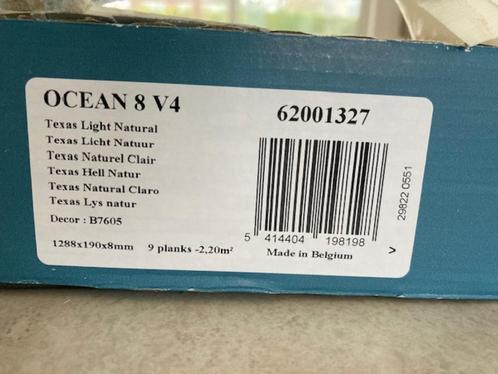 OCEAN 8 V4
62001327
Texas Light Natural
Texas Licht Natuur
Texas Naturel Clair
Texas Hell Natur
Texas Natural Claro
Texas Lys natur
Decor : B7605
1288x190x8mm 9 planks -2,20m²
5 414404 198198 >
Made in Belgium
29822 0551